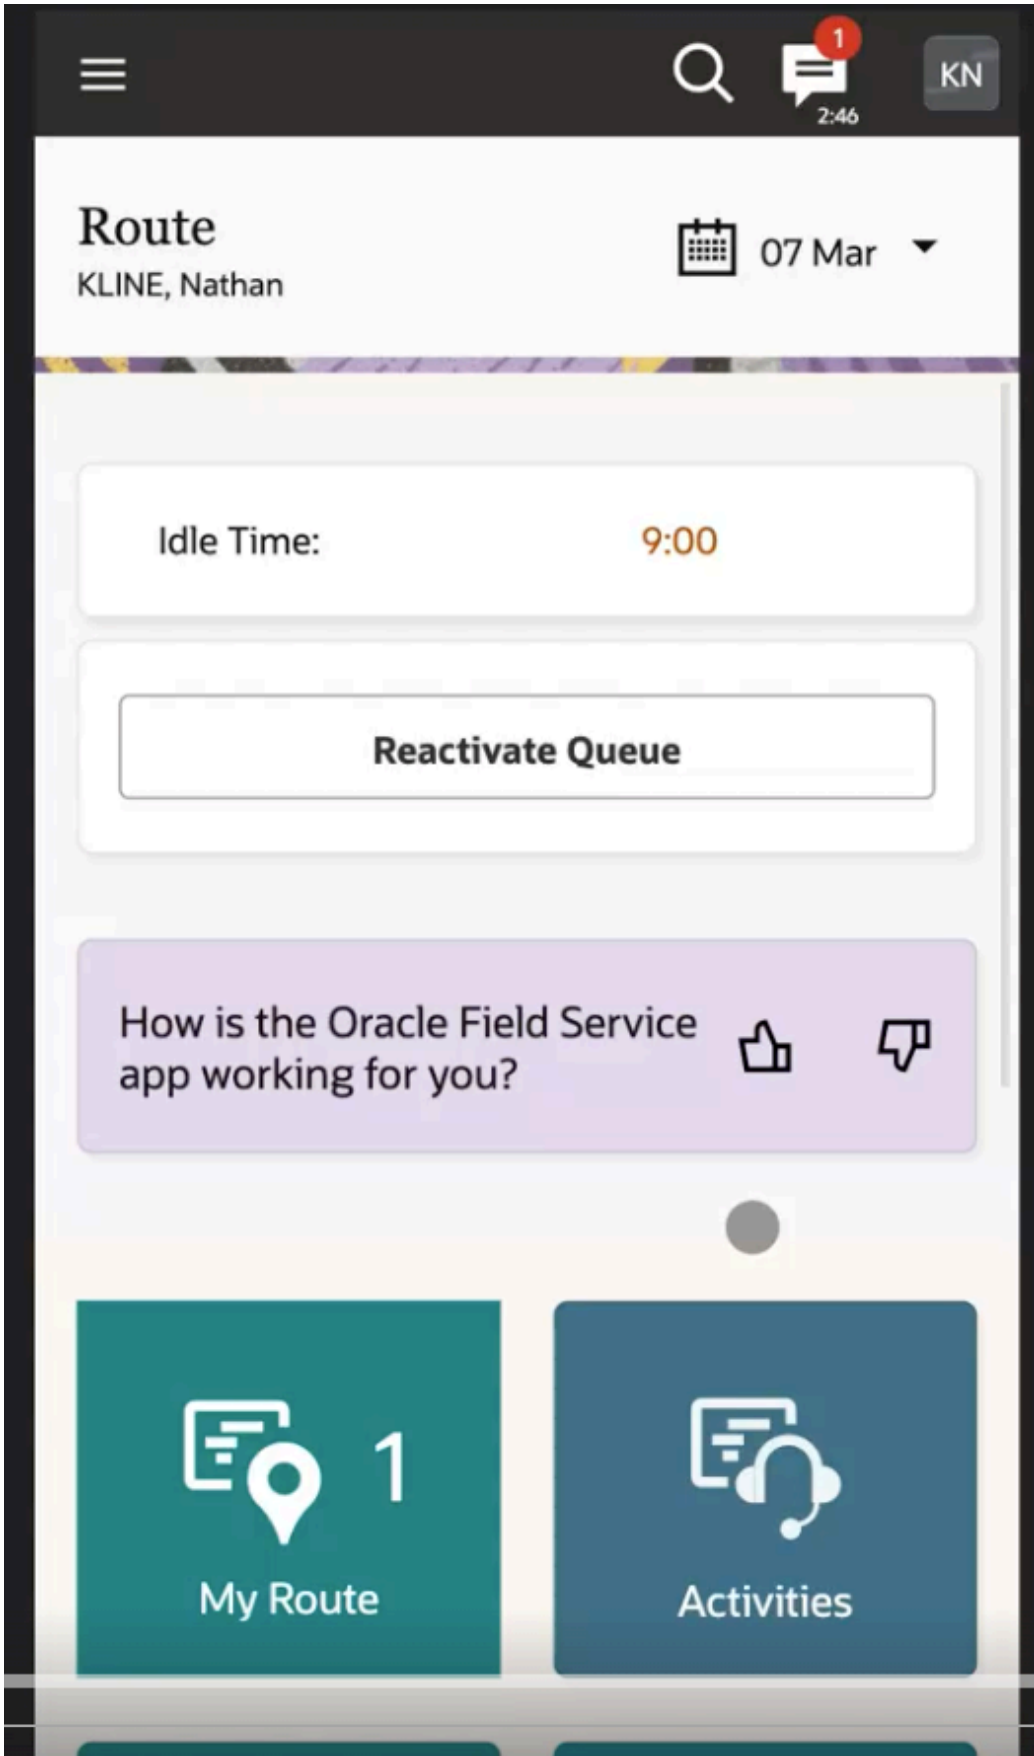 1
2:46
KN
Route
KLINE, Nathan
07 Mar
Idle Time:
9:00
Reactivate Queue
How is the Oracle Field Service
app working for you?
1
My Route
Activities